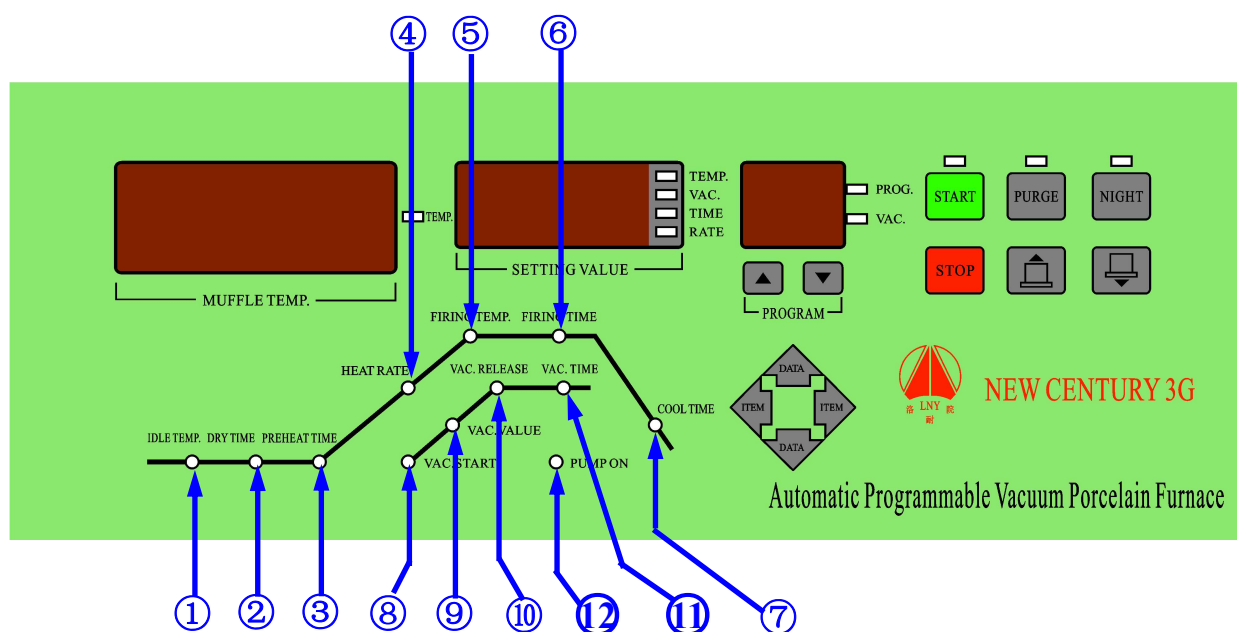 ④ ⑤ ⑥
TEMP.
MUFFLE TEMP.
TEMP.
VAC.
TIME
RATE
SETTING VALUE
PROG.
VAC.
PROGRAM
START PURGE NIGHT
STOP
FIRING TEMP. FIRING TIME
HEAT RATE
VAC. RELEASE VAC. TIME
COOL TIME
VAC.VALUE
IDLE TEMP. DRY TIME PREHEAT TIME
VAC.START
PUMP ON
DATA
ITEM ITEM
DATA
洛 LNY 院
耐
NEW CENTURY 3G
Automatic Programmable Vacuum Porcelain Furnace
① ② ③ ⑧ ⑨ ⑩ ⑫ ⑪ ⑦